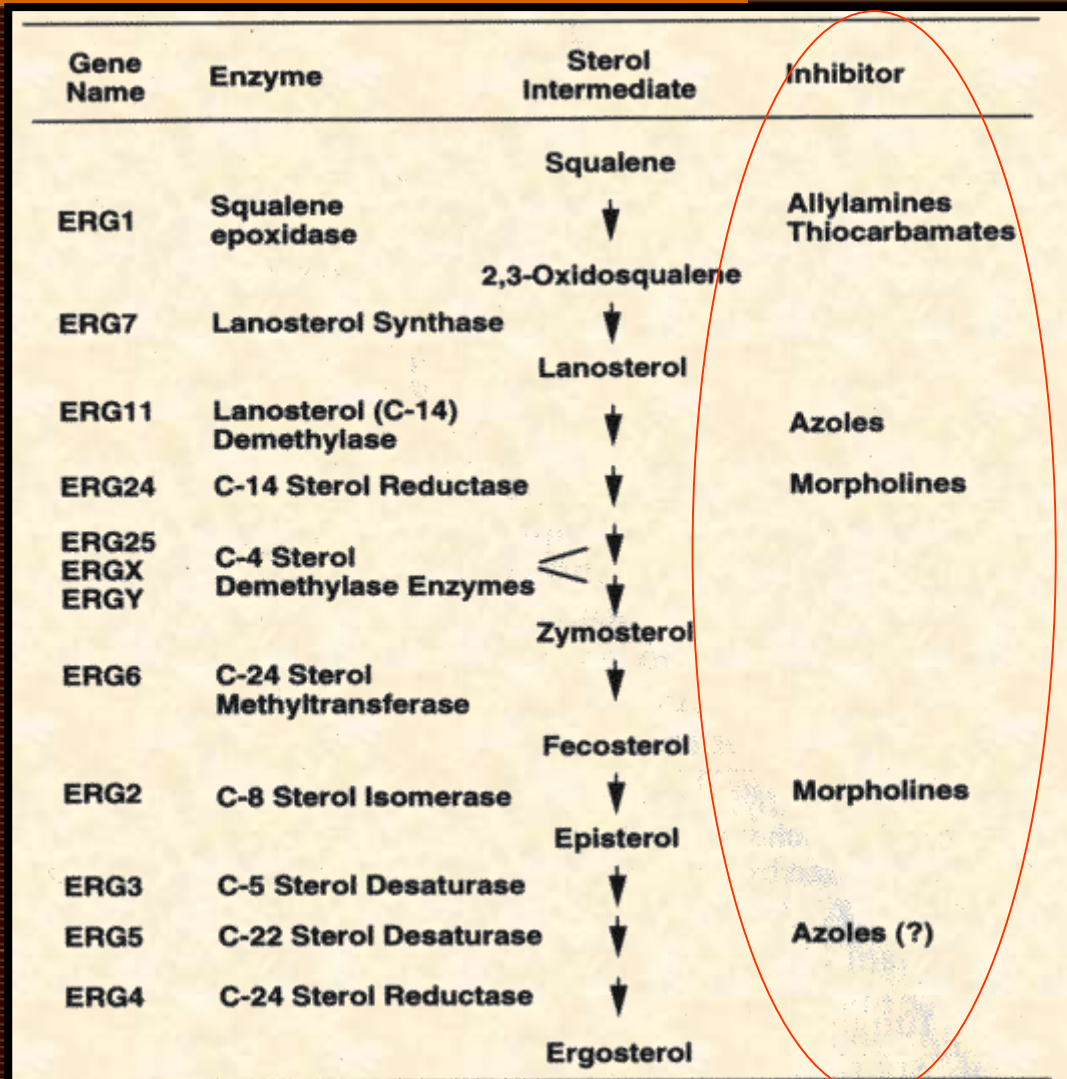 Gene Name Enzyme Sterol Intermediate Inhibitor
Squalene
ERG1 Squalene epoxidase Allylamines Thiocarbamates
2,3-Oxidosqualene
ERG7 Lanosterol Synthase
Lanosterol
ERG11 Lanosterol (C-14) Demethylase Azoles
ERG24 C-14 Sterol Reductase Morpholines
ERG25
ERGX
ERGY
C-4 Sterol
Demethylase Enzymes
Zymosterol
ERG6 C-24 Sterol Methyltransferase
Fecosterol
ERG2 C-8 Sterol Isomerase Morpholines
Episterol
ERG3 C-5 Sterol Desaturase
ERG5 C-22 Sterol Desaturase Azoles (?)
ERG4 C-24 Sterol Reductase
Ergosterol